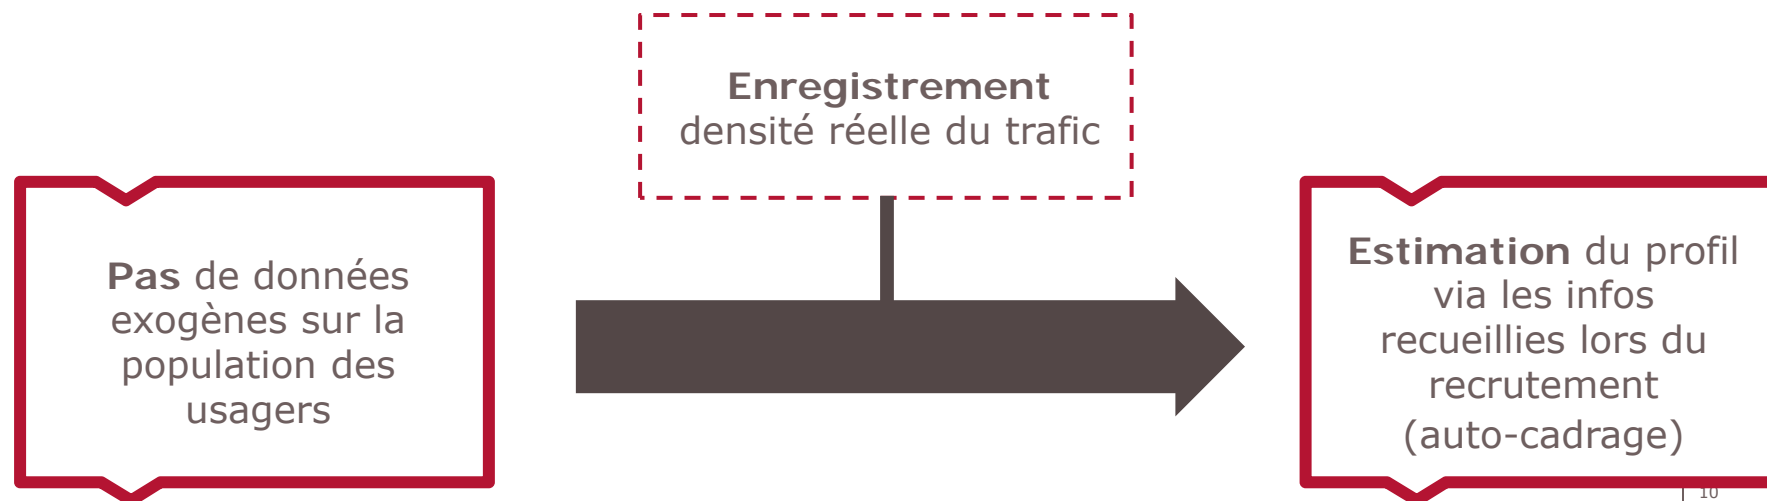 Enregistrement
densité réelle du trafic
Pas de données
exogènes sur la
population des
usagers
Estimation du profil
via les infos
recueillies lors du
recrutement
(auto-cadrage)
10